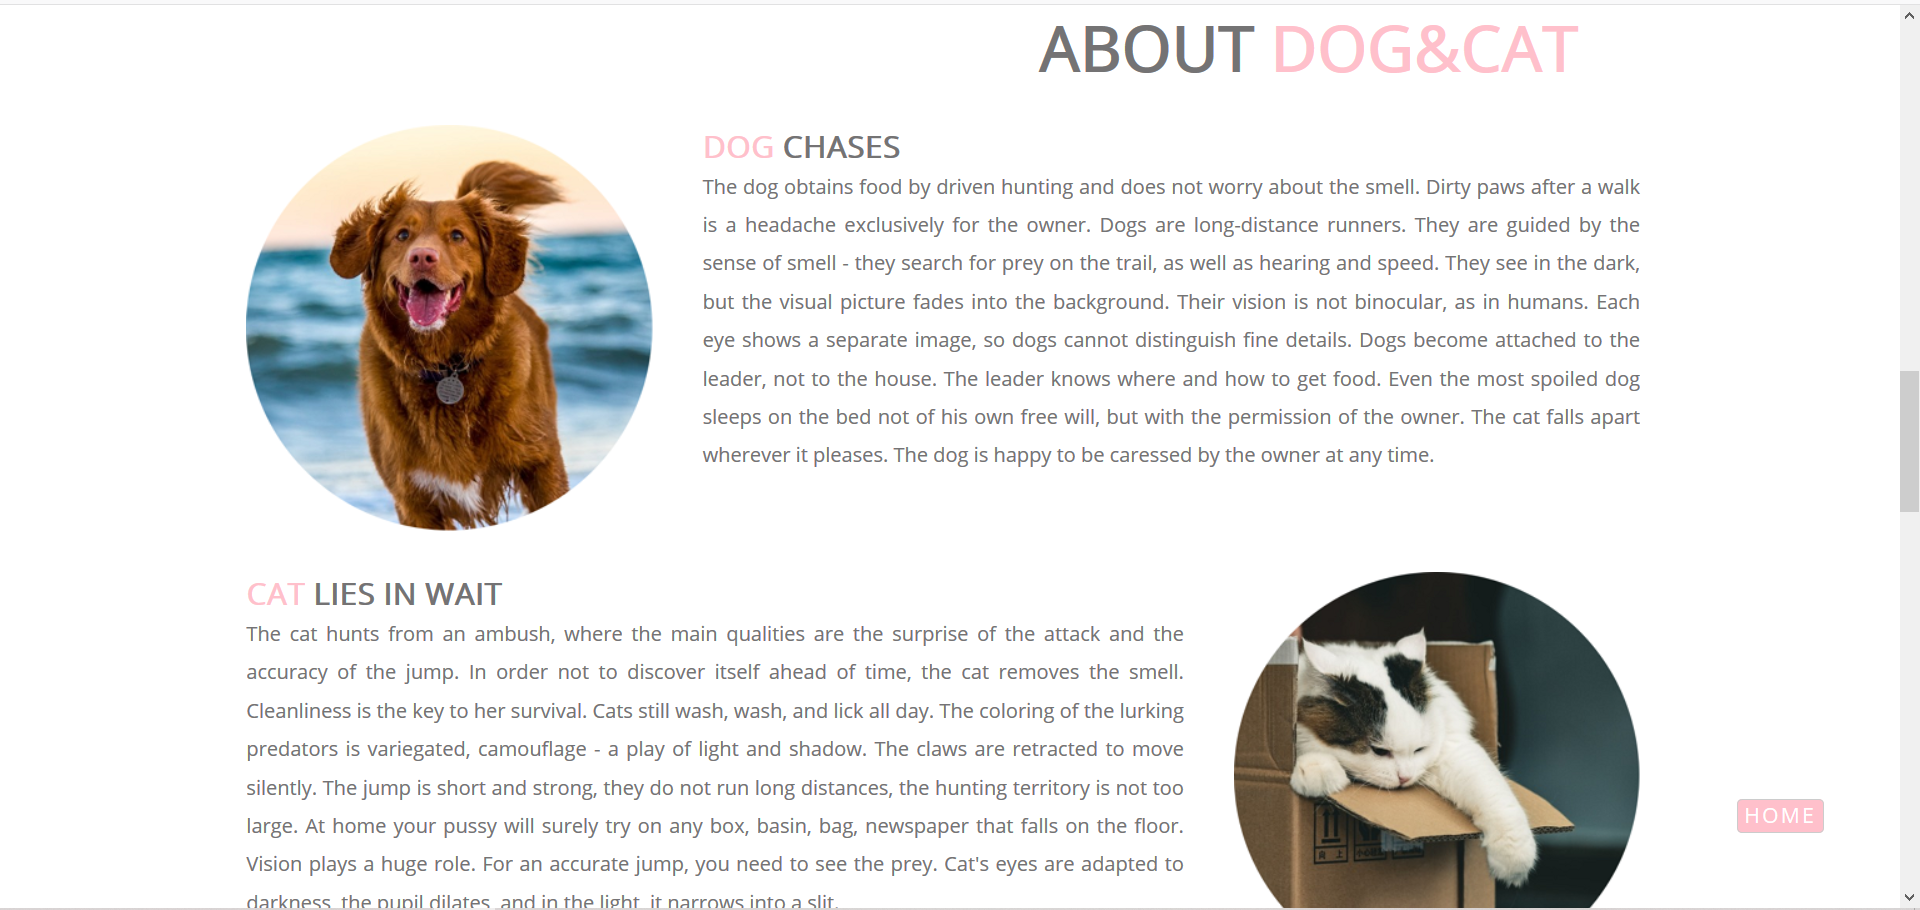 ABOUT DOG&CAT
DOG CHASES
The dog obtains food by driven hunting and does not worry about the smell. Dirty paws after a walk
is a headache exclusively for the owner. Dogs are long-distance runners. They are guided by the
sense of smell - they search for prey on the trail, as well as hearing and speed. They see in the dark,
but the visual picture fades into the background. Their vision is not binocular, as in humans. Each
eye shows a separate image, so dogs cannot distinguish fine details. Dogs become attached to the
leader, not to the house. The leader knows where and how to get food. Even the most spoiled dog
sleeps on the bed not of his own free will, but with the permission of the owner. The cat falls apart
wherever it pleases. The dog is happy to be caressed by the owner at any time.
CAT LIES IN WAIT
The cat hunts from an ambush, where the main qualities are the surprise of the attack and the
accuracy of the jump. In order not to discover itself ahead of time, the cat removes the smell.
Cleanliness is the key to her survival. Cats still wash, wash, and lick all day. The coloring of the lurking
predators is variegated, camouflage - a play of light and shadow. The claws are retracted to move
silently. The jump is short and strong, they do not run long distances, the hunting territory is not too
large. At home your pussy will surely try on any box, basin, bag, newspaper that falls on the floor.
Vision plays a huge role. For an accurate jump, you need to see the prey. Cat's eyes are adapted to
darkness, the pupil dilates, and in the light, it narrows into a slit.
HOME
向上